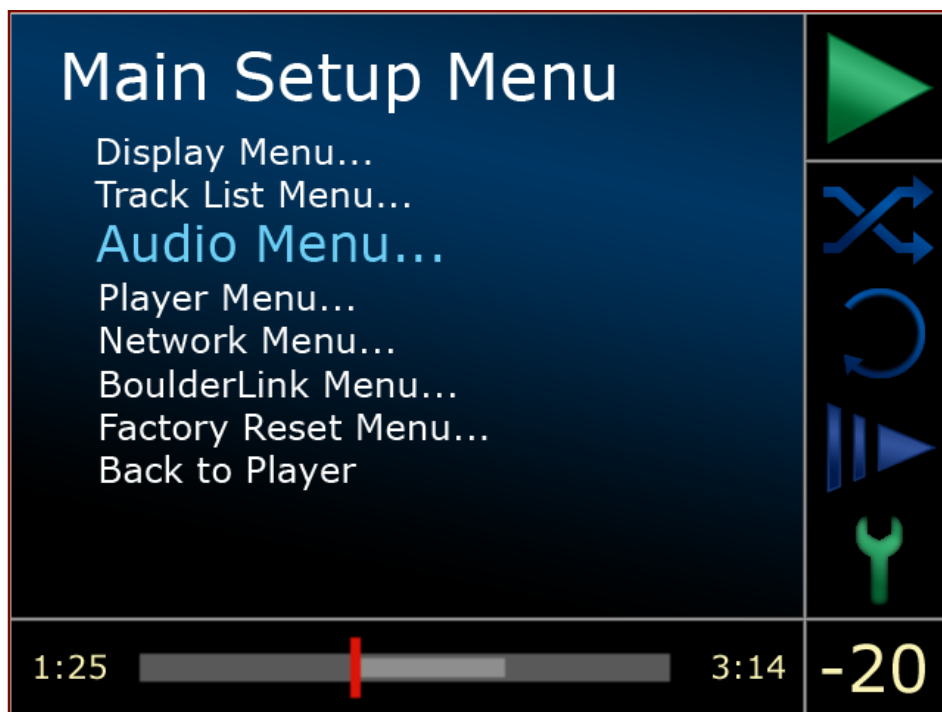 Main Setup Menu
Display Menu...
Track List Menu...
Audio Menu...
Player Menu...
Network Menu...
BoulderLink Menu...
Factory Reset Menu...
Back to Player
1:25
3:14
-20